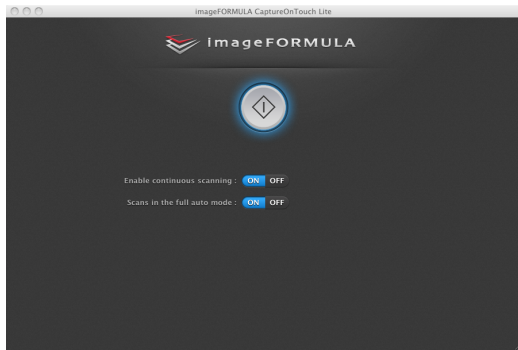 imageFORMULA CaptureOnTouch Lite
imageFORMULA
Enable continuous scanning : ON OFF
Scans in the full auto mode : ON OFF